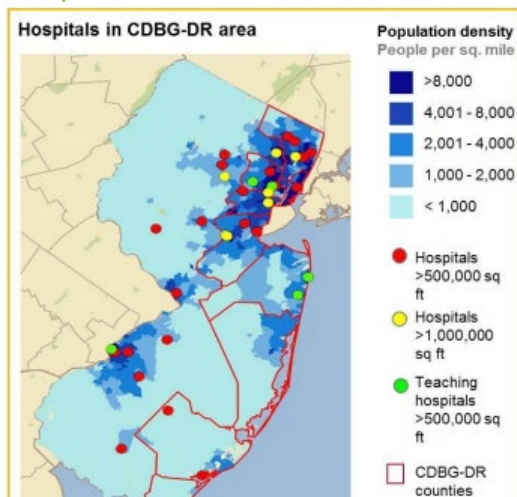 Hospitals in CDBG-DR area
Population density
People per sq. mile
>8,000
4,001 - 8,000
2,001 - 4,000
1,000 - 2,000
< 1,000
Hospitals
>500,000 sq
ft
Hospitals
>1,000,000
sq ft
Teaching
hospitals
>500,000 sq
ft
CDBG-DR
counties